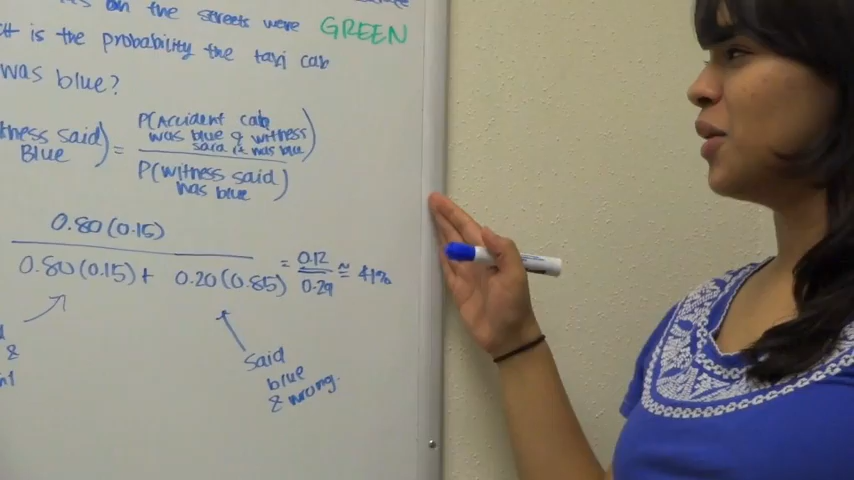 on the streets were GREEN
is the probability the taxi cab
was blue?
P(Accident cab
was blue & witness
said it was blue)
ness said
Blue) =
P(witness said
was blue)
0.80(0.15)
0.80(0.15) + 0.20(0.85) = 0.12 / 0.29 ≅ 41%
&
said
blue
& wrong.